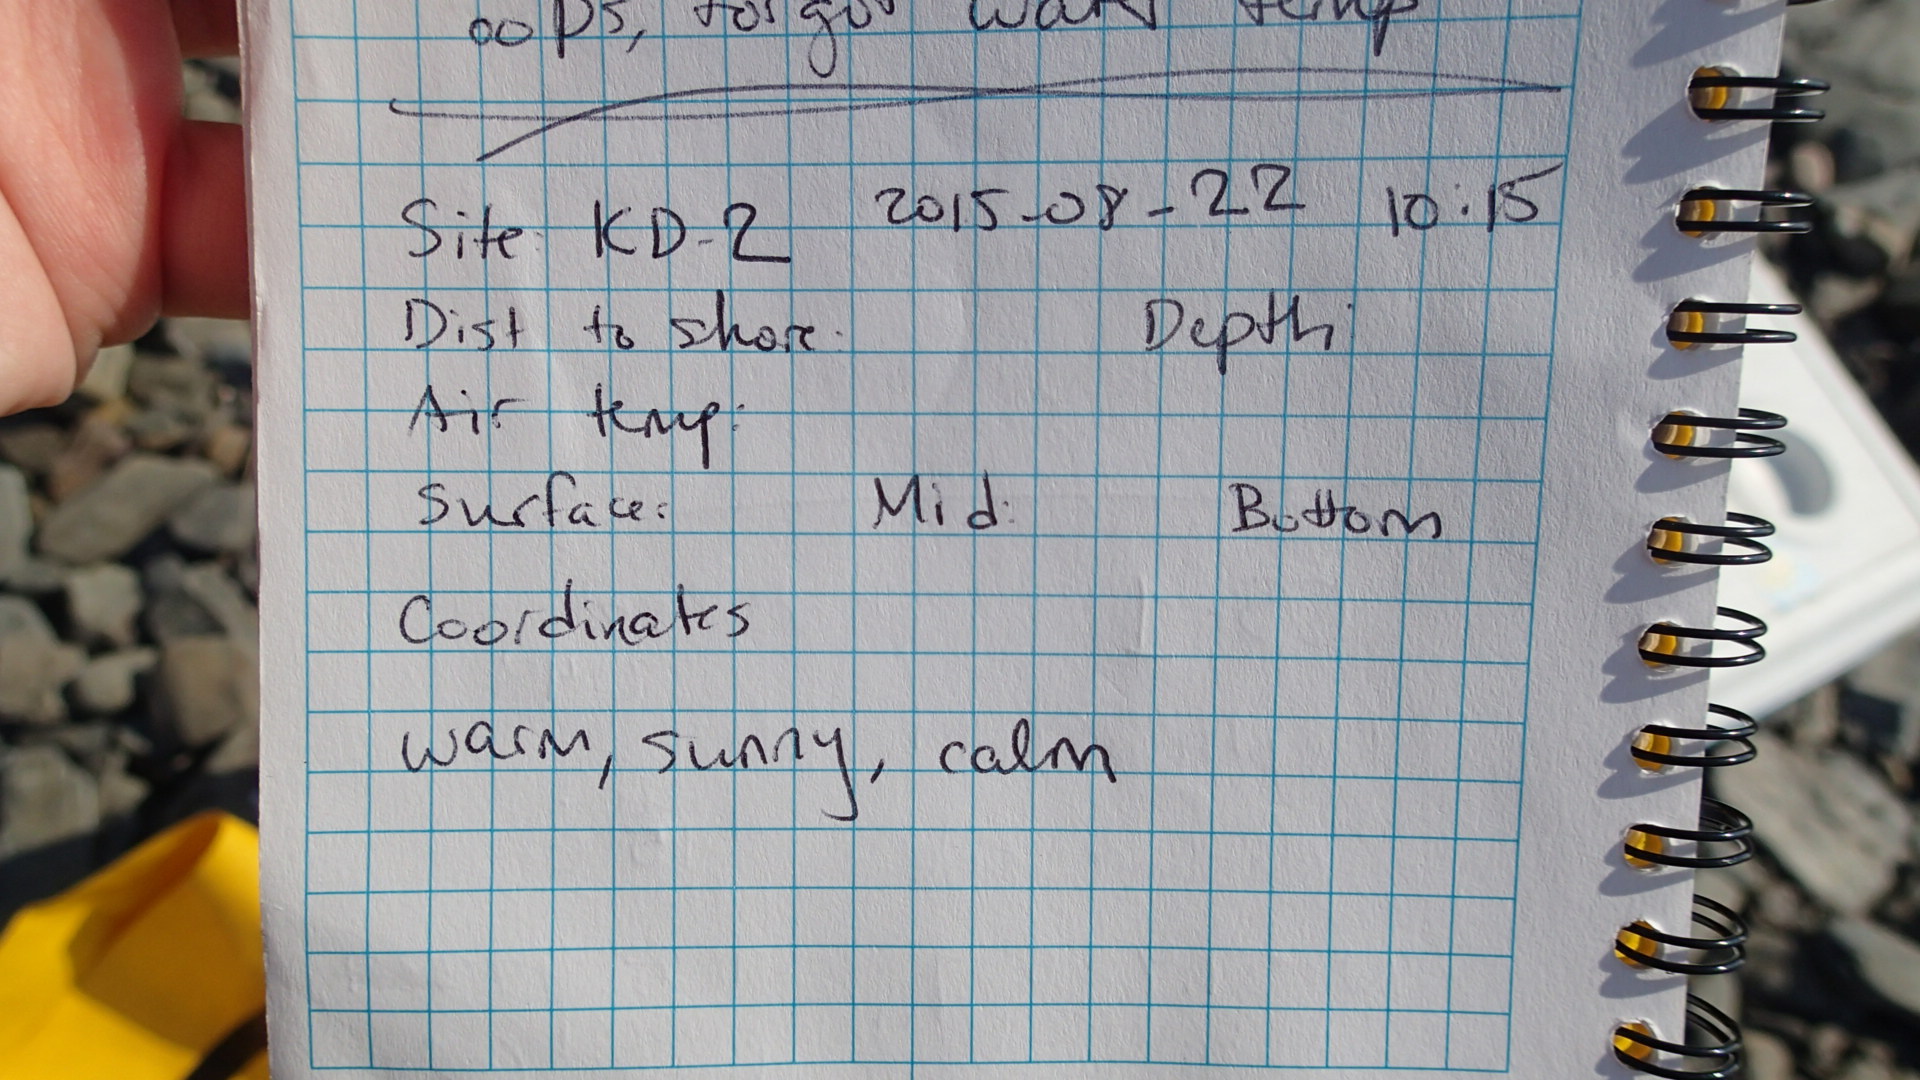 oops, forgot water temp
Site: KD-2 2015-08-22 10:15
Dist to shore: Depth:
Air temp:
Surface: Mid: Bottom
Coordinates
warm, sunny, calm